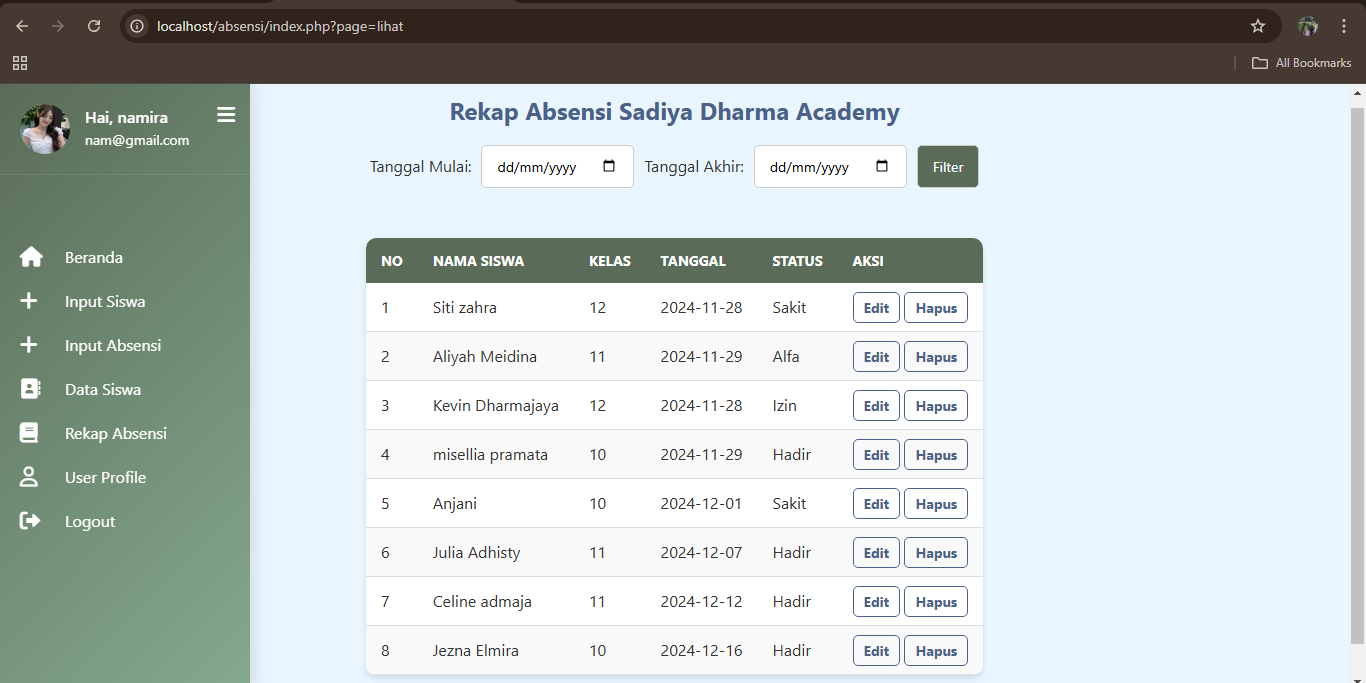 localhost/absensi/index.php?page=lihat
All Bookmarks
Hai, namira
nam@gmail.com
Beranda
Input Siswa
Input Absensi
Data Siswa
Rekap Absensi
User Profile
Logout
Rekap Absensi Sadiya Dharma Academy
Tanggal Mulai: dd/mm/yyyy Tanggal Akhir: dd/mm/yyyy Filter
NO NAMA SISWA KELAS TANGGAL STATUS AKSI
1 Siti zahra 12 2024-11-28 Sakit Edit Hapus
2 Aliyah Meidina 11 2024-11-29 Alfa Edit Hapus
3 Kevin Dharmajaya 12 2024-11-28 Izin Edit Hapus
4 misellia pramata 10 2024-11-29 Hadir Edit Hapus
5 Anjani 10 2024-12-01 Sakit Edit Hapus
6 Julia Adhisty 11 2024-12-07 Hadir Edit Hapus
7 Celine admaja 11 2024-12-12 Hadir Edit Hapus
8 Jezna Elmira 10 2024-12-16 Hadir Edit Hapus